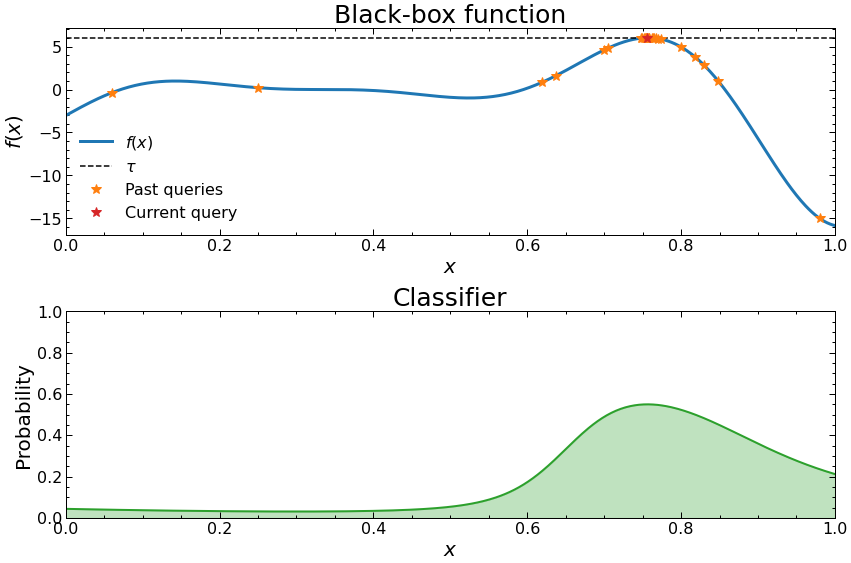 Black-box function
5
0
−5
−10
−15
f(x)
f(x)
τ
Past queries
Current query
0.0 0.2 0.4 0.6 0.8 1.0
x
Classifier
1.0
0.8
0.6
0.4
0.2
0.0
Probability
0.0 0.2 0.4 0.6 0.8 1.0
x